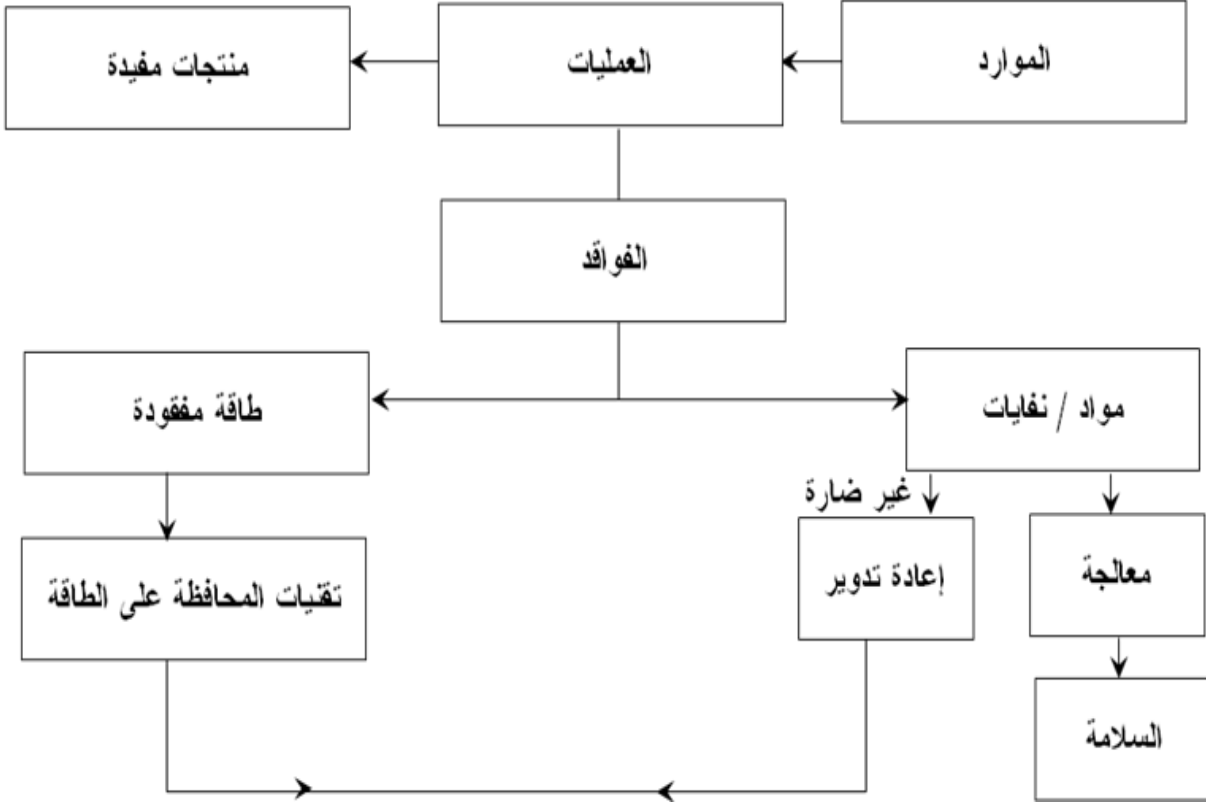 الموارد
العمليات
منتجات مفيدة
الفواقد
مواد / نفايات
طاقة مفقودة
غير ضارة
معالجة
إعادة تدوير
تقنيات المحافظة على الطاقة
السلامة